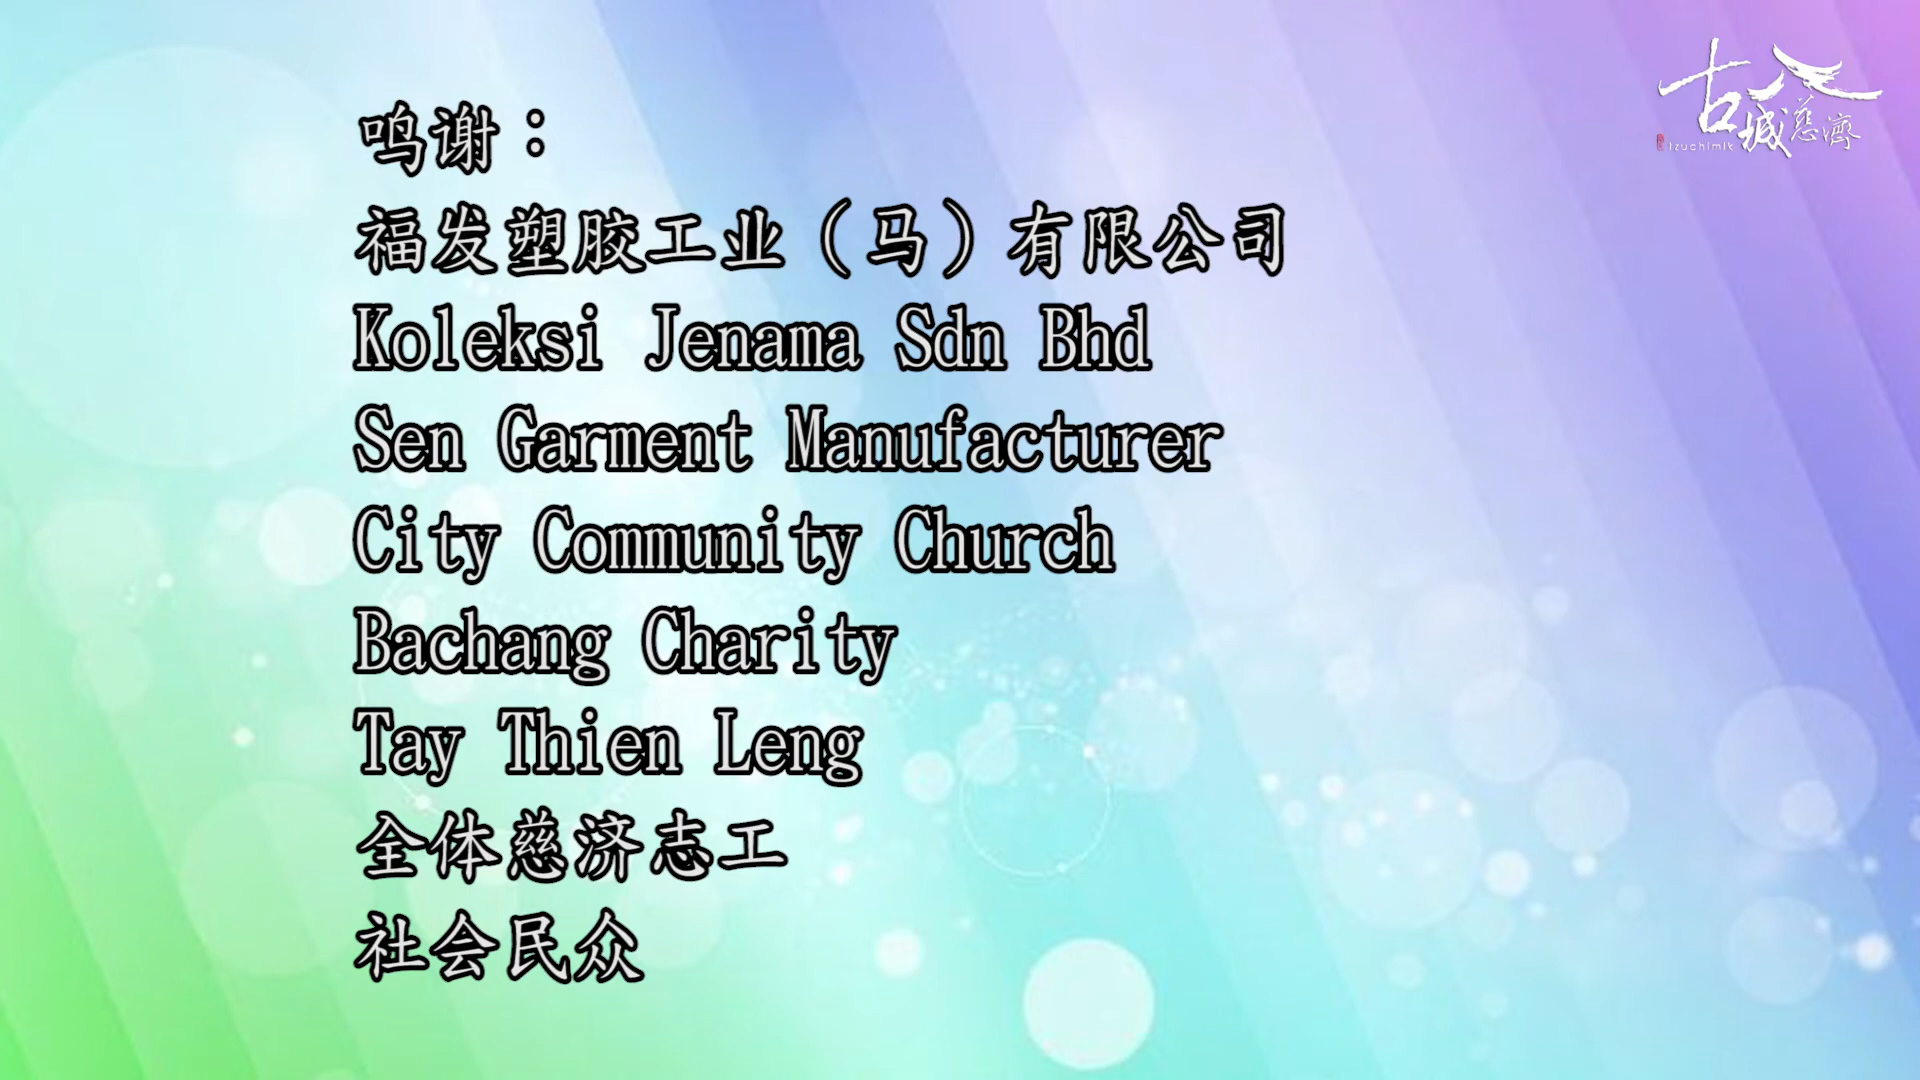 鸣谢：
福发塑胶工业（马）有限公司
Koleksi Jenama Sdn Bhd
Sen Garment Manufacturer
City Community Church
Bachang Charity
Tay Thien Leng
全体慈济志工
社会民众
古城慈濟